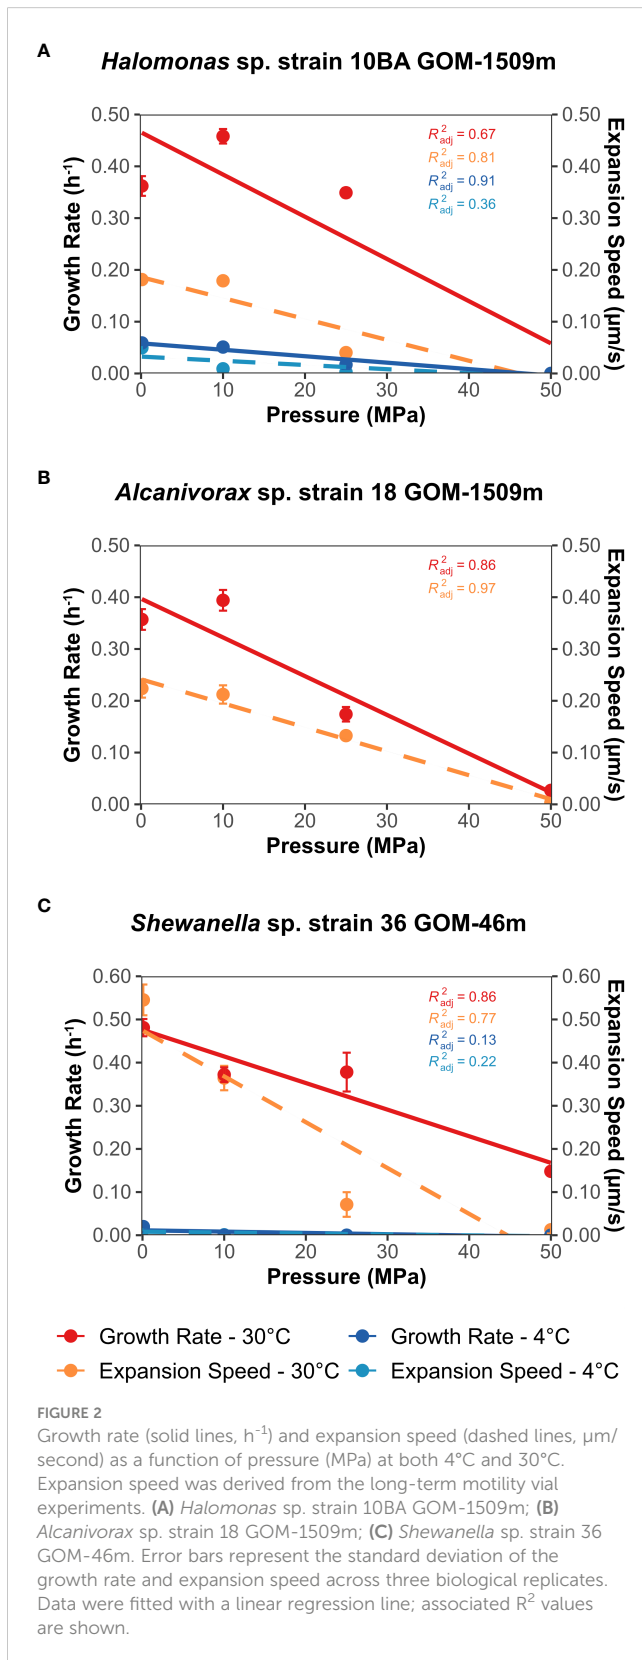 A
Halomonas sp. strain 10BA GOM-1509m
0.50
0.40
0.30
0.20
0.10
0.00
Growth Rate (h-1)
R2adj = 0.67
R2adj = 0.81
R2adj = 0.91
R2adj = 0.36
0.50
0.40
0.30
0.20
0.10
0.00
Expansion Speed (µm/s)
0 10 20 30 40 50
Pressure (MPa)
B
Alcanivorax sp. strain 18 GOM-1509m
0.50
0.40
0.30
0.20
0.10
0.00
Growth Rate (h-1)
R2adj = 0.86
R2adj = 0.97
0.50
0.40
0.30
0.20
0.10
0.00
Expansion Speed (µm/s)
0 10 20 30 40 50
Pressure (MPa)
C
Shewanella sp. strain 36 GOM-46m
0.60
0.50
0.40
0.30
0.20
0.10
0.00
Growth Rate (h-1)
R2adj = 0.86
R2adj = 0.77
R2adj = 0.13
R2adj = 0.22
0.60
0.50
0.40
0.30
0.20
0.10
0.00
Expansion Speed (µm/s)
0 10 20 30 40 50
Pressure (MPa)
Growth Rate - 30°C Growth Rate - 4°C
Expansion Speed - 30°C Expansion Speed - 4°C
FIGURE 2
Growth rate (solid lines, h−1) and expansion speed (dashed lines, µm/
second) as a function of pressure (MPa) at both 4°C and 30°C.
Expansion speed was derived from the long-term motility vial
experiments. (A) Halomonas sp. strain 10BA GOM-1509m; (B)
Alcanivorax sp. strain 18 GOM-1509m; (C) Shewanella sp. strain 36
GOM-46m. Error bars represent the standard deviation of the
growth rate and expansion speed across three biological replicates.
Data were fitted with a linear regression line; associated R2 values
are shown.